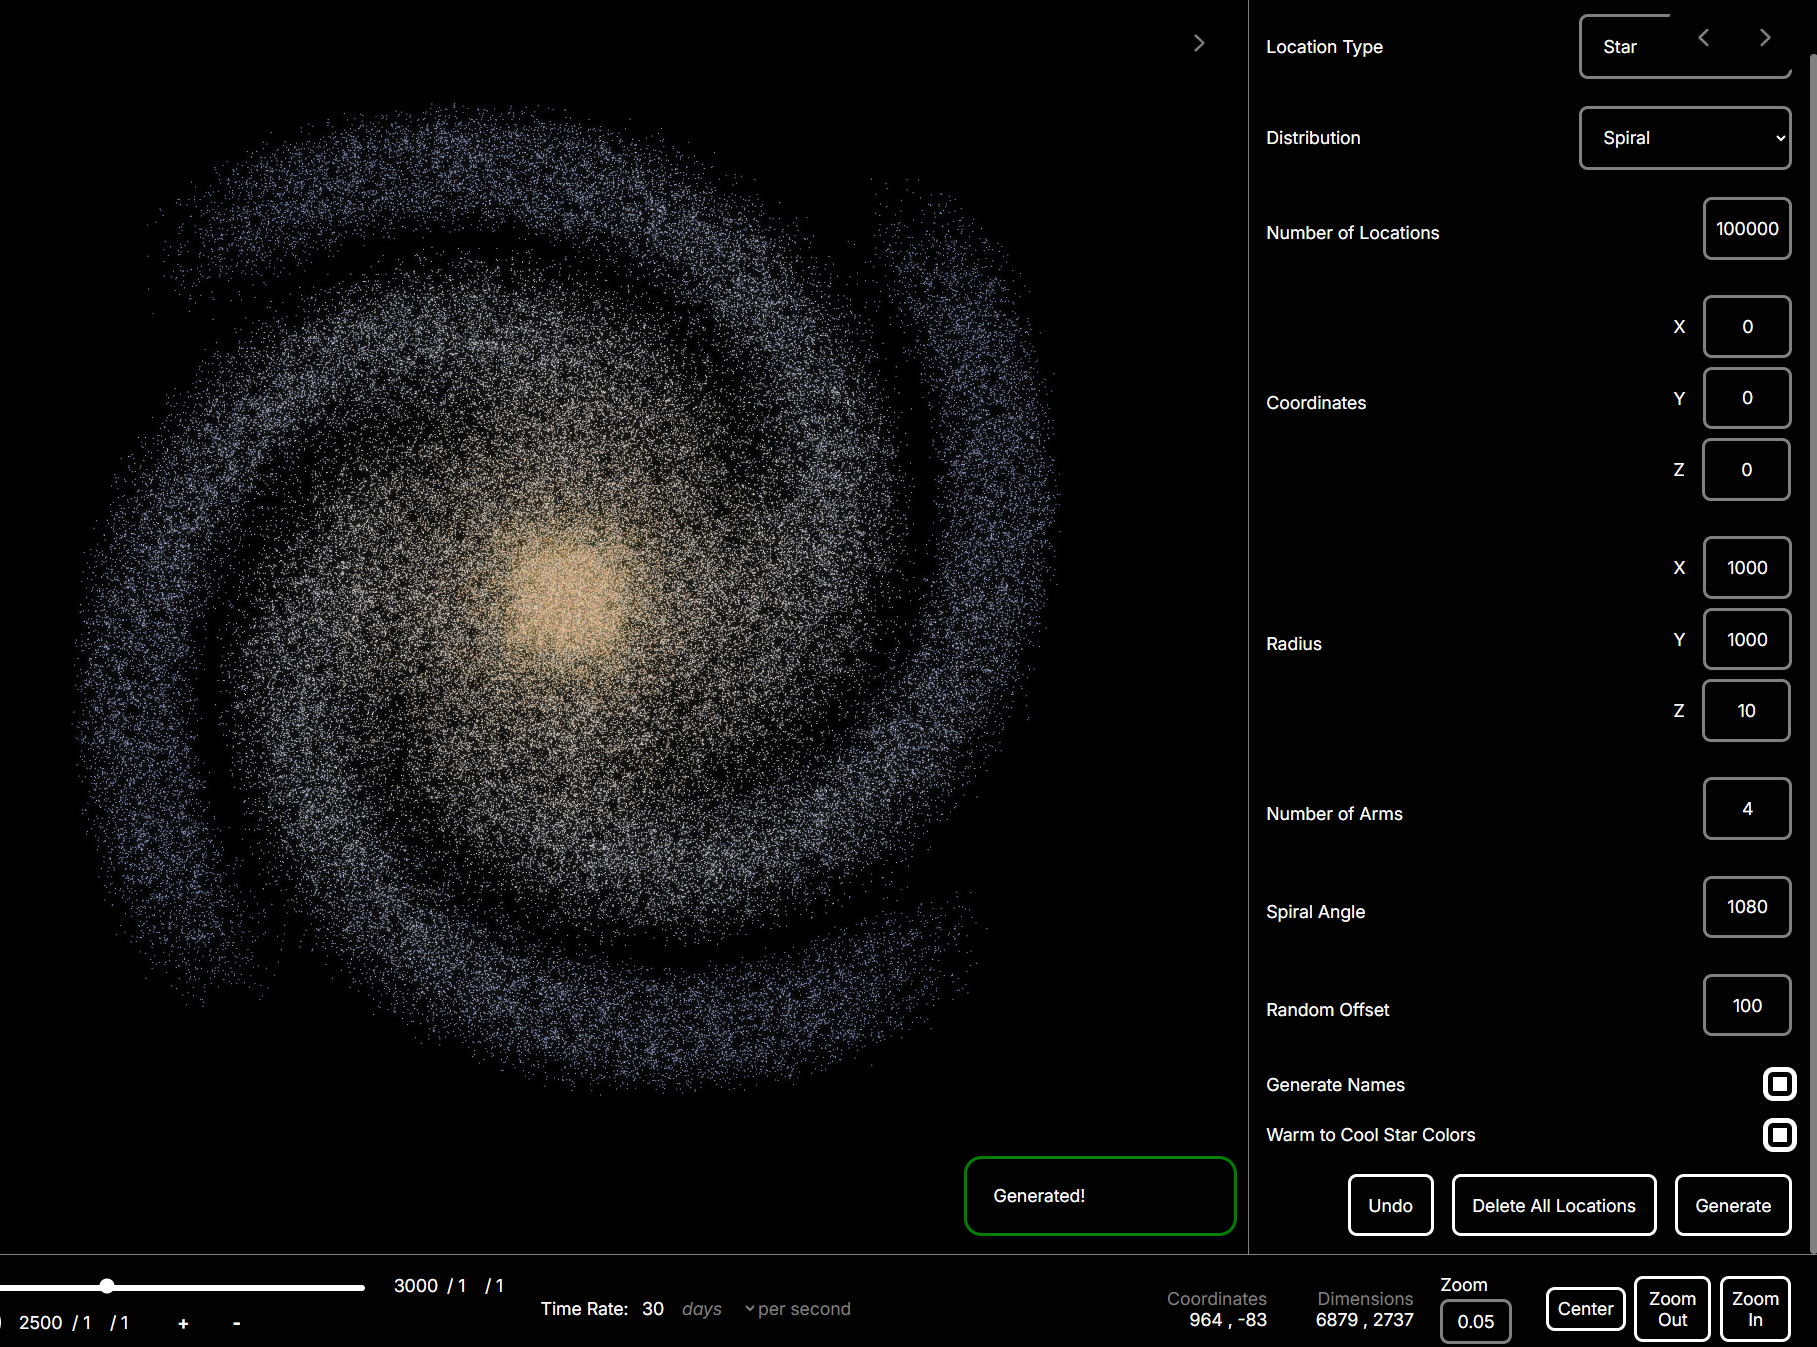 Location Type
Star
Distribution
Spiral
Number of Locations
100000
Coordinates
X 0
Y 0
Z 0
Radius
X 1000
Y 1000
Z 10
Number of Arms
4
Spiral Angle
1080
Random Offset
100
Generate Names
Warm to Cool Star Colors
Undo
Delete All Locations
Generate
Generated!
3000 / 1 / 1
2500 / 1 / 1 + -
Time Rate: 30 days per second
Coordinates
964 , -83
Dimensions
6879 , 2737
Zoom
0.05
Center
Zoom
Out
Zoom
In